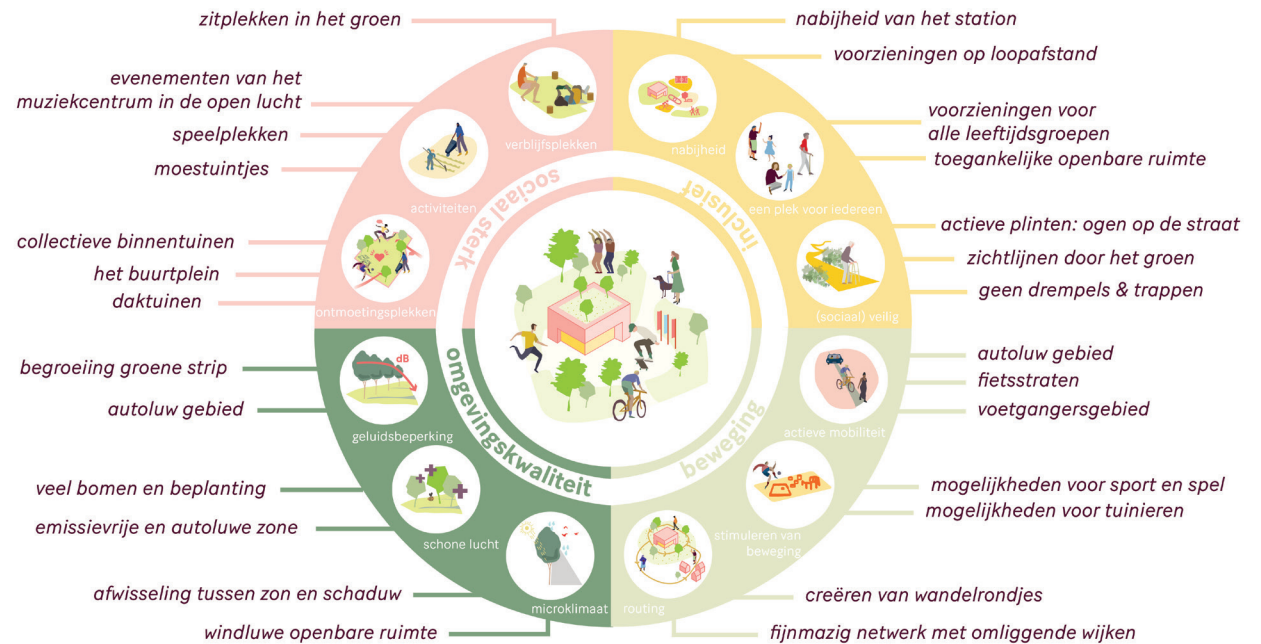 zitplekken in het groen
evenementen van het
muziekcentrum in de open lucht
speelplekken
moestuintjes
collectieve binnentuinen
het buurtplein
daktuinen
begroeiing groene strip
autoluw gebied
veel bomen en beplanting
emissievrije en autoluwe zone
afwisseling tussen zon en schaduw
windluwe openbare ruimte
verblijfsplekken
activiteiten
ontmoetingsplekken
sociaal sterk
dB
geluidsbeperking
schone lucht
microklimaat
omgevingskwaliteit
nabijheid
een plek voor iedereen
(sociaal) veilig
inclusief
actieve mobiliteit
stimuleren van
beweging
routing
beweging
nabijheid van het station
voorzieningen op loopafstand
voorzieningen voor
alle leeftijdsgroepen
toegankelijke openbare ruimte
actieve plinten: ogen op de straat
zichtlijnen door het groen
geen drempels & trappen
autoluw gebied
fietsstraten
voetgangersgebied
mogelijkheden voor sport en spel
mogelijkheden voor tuinieren
creëren van wandelrondjes
fijnmazig netwerk met omliggende wijken